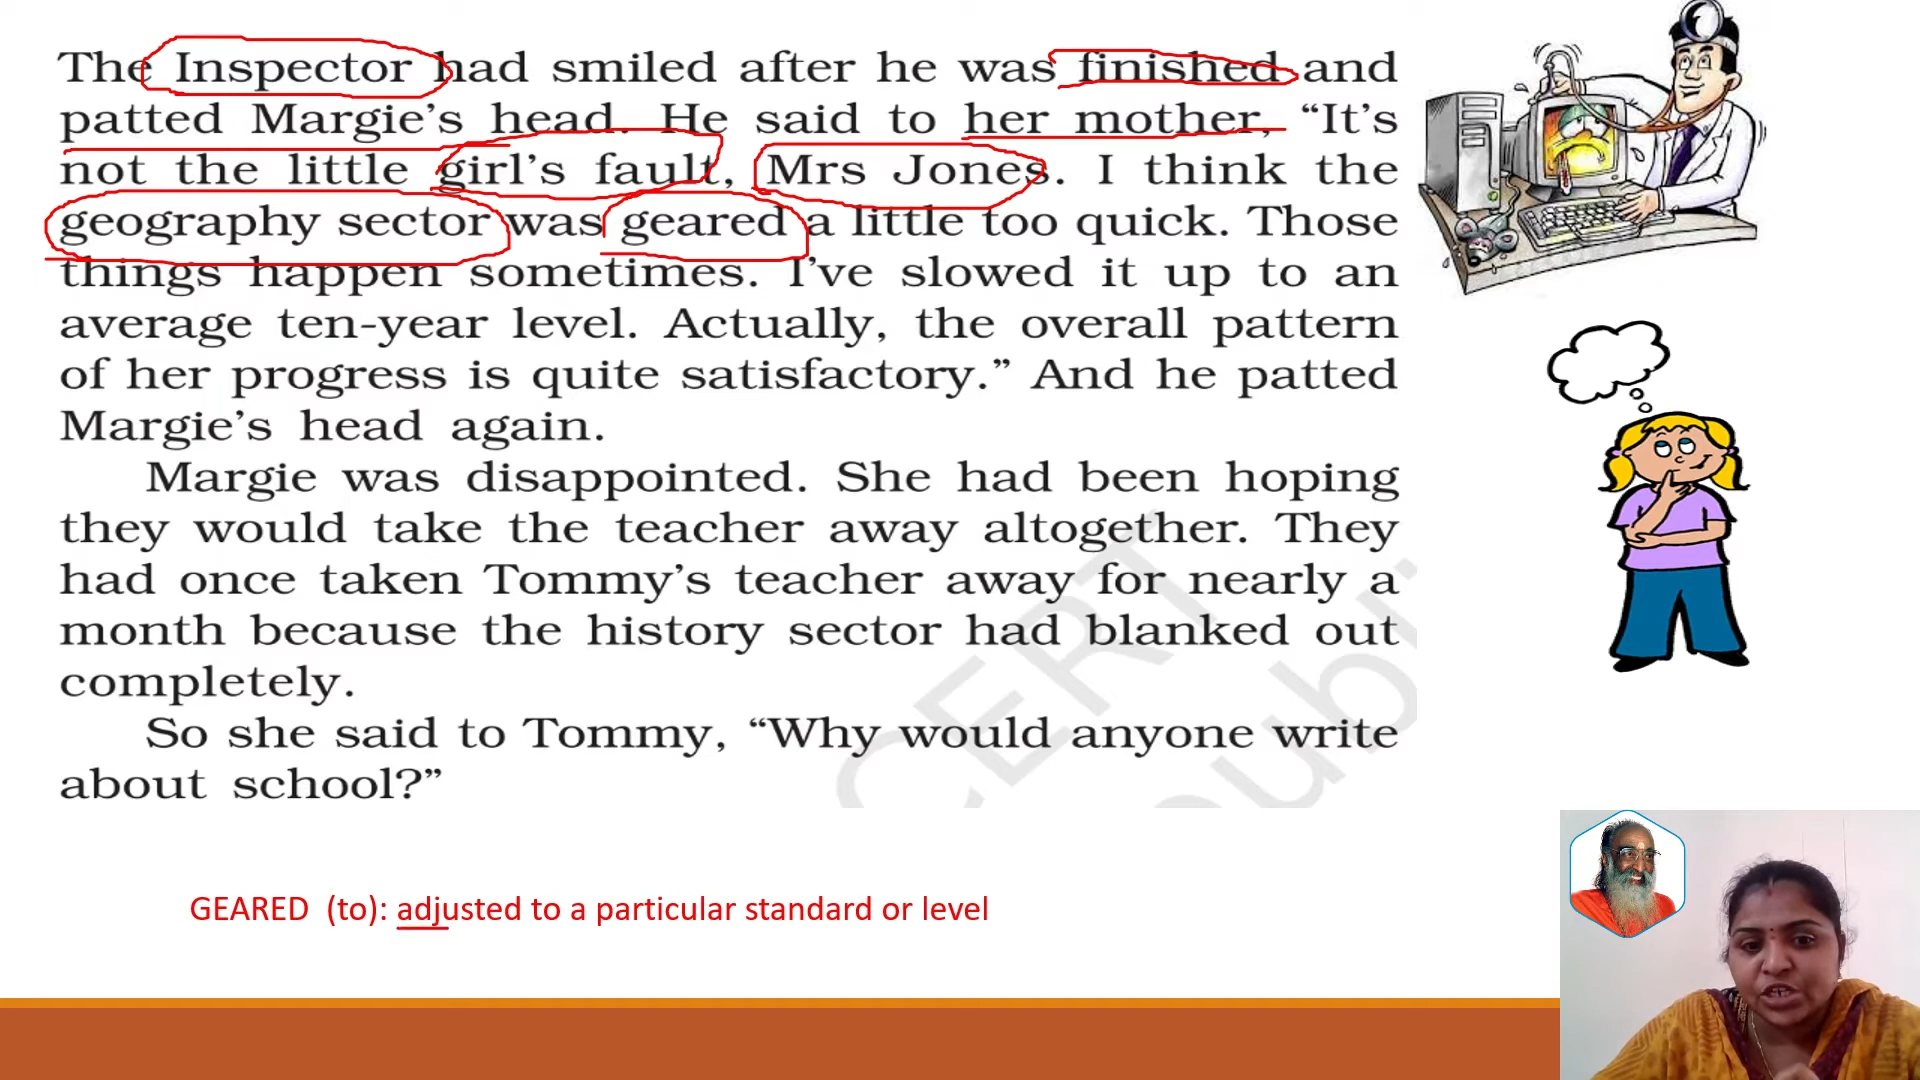 The Inspector had smiled after he was finished and
patted Margie’s head. He said to her mother, “It’s
not the little girl’s fault, Mrs Jones. I think the
geography sector was geared a little too quick. Those
things happen sometimes. I’ve slowed it up to an
average ten-year level. Actually, the overall pattern
of her progress is quite satisfactory.” And he patted
Margie’s head again.
Margie was disappointed. She had been hoping
they would take the teacher away altogether. They
had once taken Tommy’s teacher away for nearly a
month because the history sector had blanked out
completely.
So she said to Tommy, “Why would anyone write
about school?”
GEARED (to): adjusted to a particular standard or level